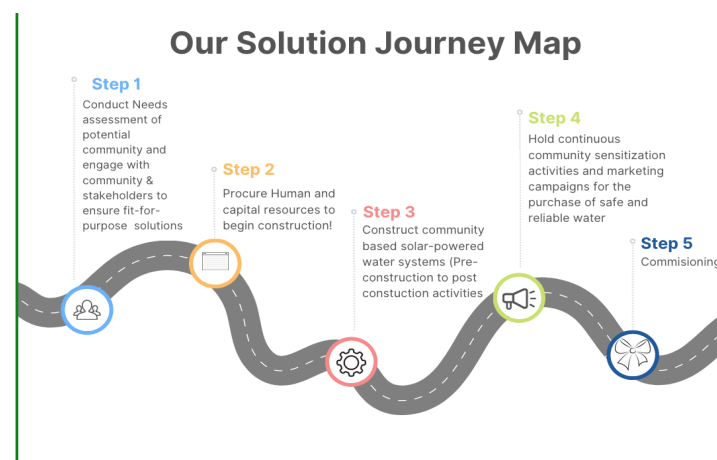 Our Solution Journey Map
Step 1
Conduct Needs
assessment of
potential
community and
engage with
community &
stakeholders to
ensure fit-for-
purpose solutions
Step 2
Procure Human and
capital resources to
begin construction!
Step 3
Construct community
based solar-powered
water systems (Pre-
construction to post
constuction activities
Step 4
Hold continuous
community sensitization
activities and marketing
campaigns for the
purchase of safe and
reliable water
Step 5
Commisioning